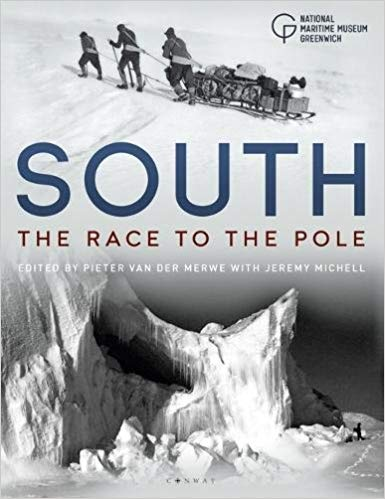 NATIONAL
MARITIME MUSEUM
GREENWICH
SOUTH
THE RACE TO THE POLE
EDITED BY PIETER VAN DER MERWE WITH JEREMY MICHELL
CONWAY